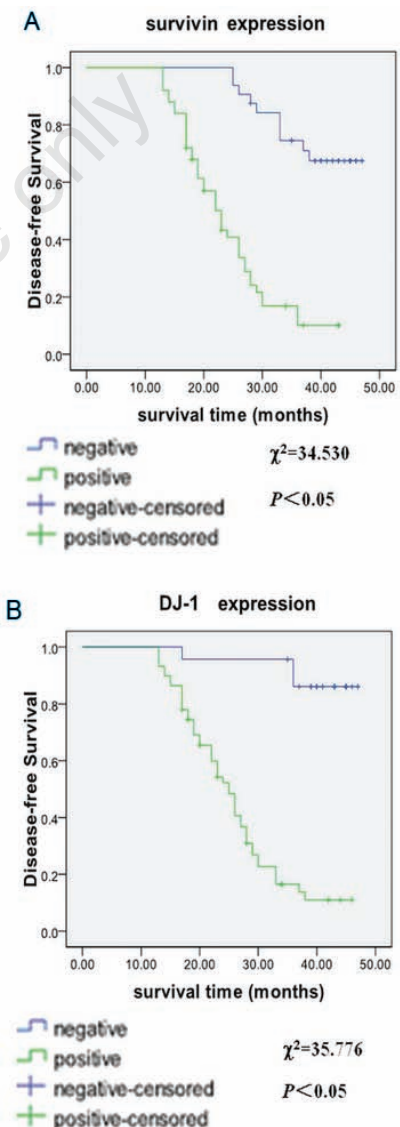 A
survivin expression
Disease-free Survival
1.0
0.8
0.6
0.4
0.2
0.0
0.00 10.00 20.00 30.00 40.00 50.00
survival time (months)
negative
positive
negative-censored
positive-censored
χ²=34.530
P<0.05
only
B
DJ-1 expression
Disease-free Survival
1.0
0.8
0.6
0.4
0.2
0.0
0.00 10.00 20.00 30.00 40.00 50.00
survival time (months)
negative
positive
negative-censored
positive-censored
χ²=35.776
P<0.05